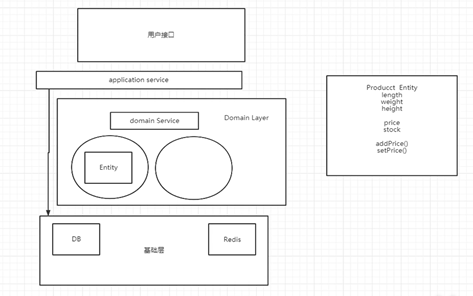 用户接口
application service
Domain Layer
domain Service
Entity
DB
Redis
基础层
Producct Entity
length
weight
height
price
stock
addPrice()
setPrice()